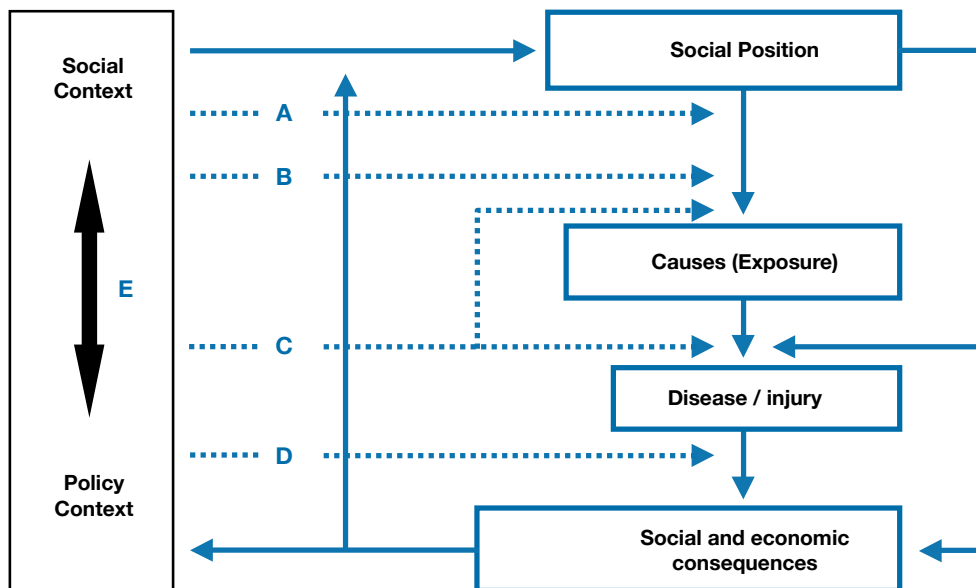 Social
Context
Social Position
A
B
Causes (Exposure)
E
C
Disease / injury
D
Policy
Context
Social and economic
consequences